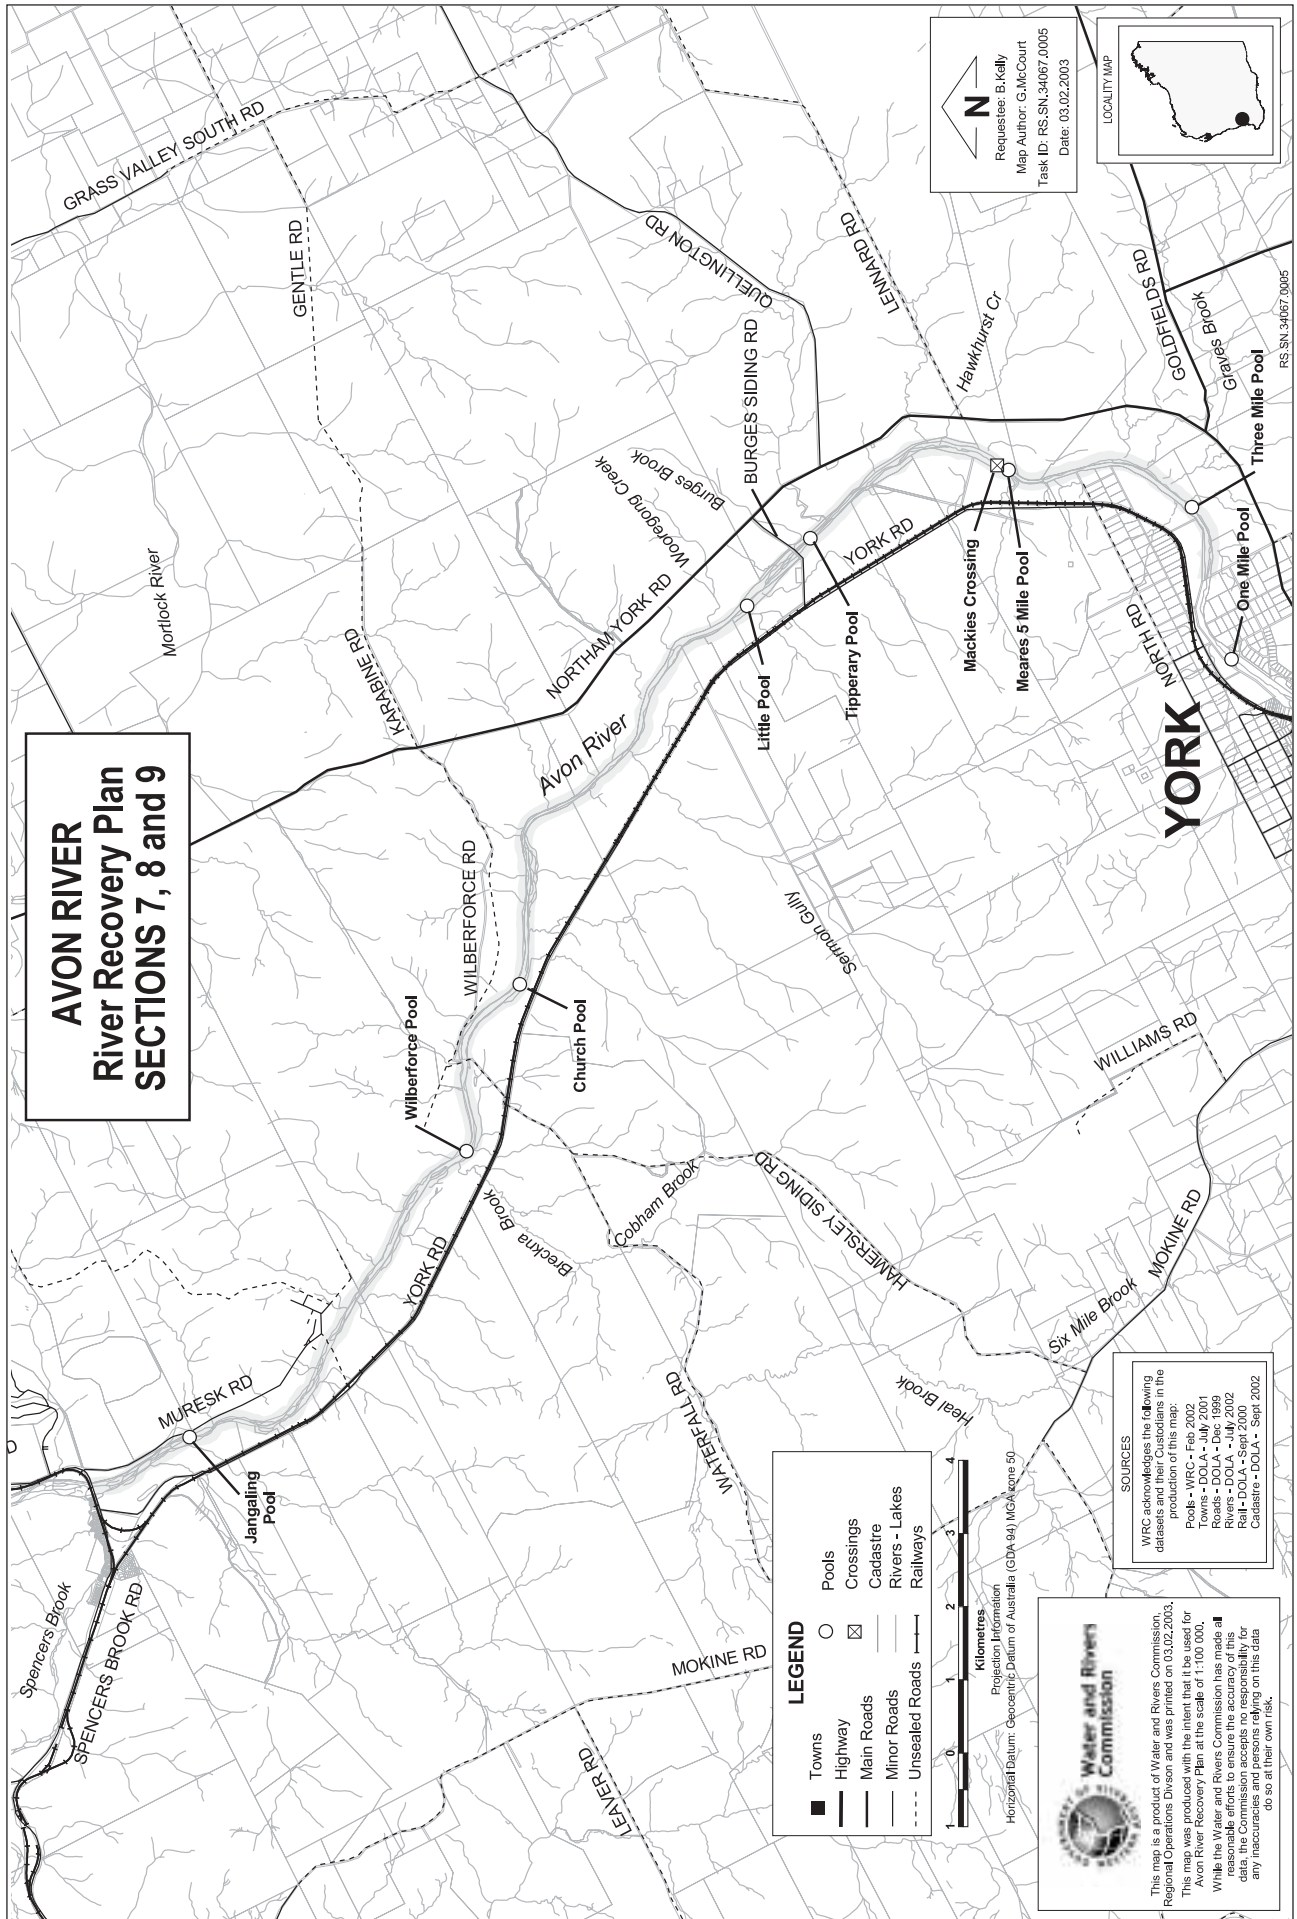 AVON RIVER
River Recovery Plan
SECTIONS 7, 8 and 9
GRASS VALLEY SOUTH RD
GENTLE RD
QUELLINGTON RD
LENNARD RD
Hawkhurst Cr
GOLDFIELDS RD
Graves Brook
Three Mile Pool
One Mile Pool
BURGES SIDING RD
Burges Brook
Wooregong Creek
Mortlock River
KARABINE RD
NORTHAM YORK RD
Avon River
YORK RD
Mackies Crossing
Meares 5 Mile Pool
Tipperary Pool
Little Pool
NORTH RD
YORK
WILBERFORCE RD
Wilberforce Pool
Church Pool
Sermon Gully
WILLIAMS RD
MOKINE RD
Breckna Brook
Cobham Brook
HAMERSLEY SIDING RD
Six Mile Brook
Heal Brook
YORK RD
WATERFALL RD
MURESK RD
Jangaling
Pool
Spencers Brook
SPENCERS BROOK RD
MOKINE RD
LEAVER RD
D
N
Requestee: B.Kelly
Map Author: G.McCourt
Task ID: RS.SN.34067.0005
Date: 03.02.2003
LOCALITY MAP
RS.SN.34067.0005
LEGEND
Towns
Highway
Main Roads
Minor Roads
Unsealed Roads
Pools
Crossings
Cadastre
Rivers - Lakes
Railways
1 0 1 2 3 4
Kilometres
Projection Information
Horizontal Datum: Geocentric Datum of Australia (GDA 94) MGA zone 50
SOURCES
WRC acknowledges the following
datasets and their Custodians in the
production of this map:
Pools - WRC - Feb 2002
Towns - DOLA - July 2001
Roads - DOLA - Dec 1999
Rivers - DOLA - July 2002
Rail - DOLA - Sept 2000
Cadastre - DOLA - Sept 2002
Water and Rivers
Commission
This map is a product of Water and Rivers Commission,
Regional Operations Divson and was printed on 03.02.2003.
This map was produced with the intent that it be used for
Avon River Recovery Plan at the scale of 1:100 000.
While the Water and Rivers Commission has made all
reasonable efforts to ensure the accuracy of this
data, the Commission accepts no responsibility for
any inaccuracies and persons relying on this data
do so at their own risk.